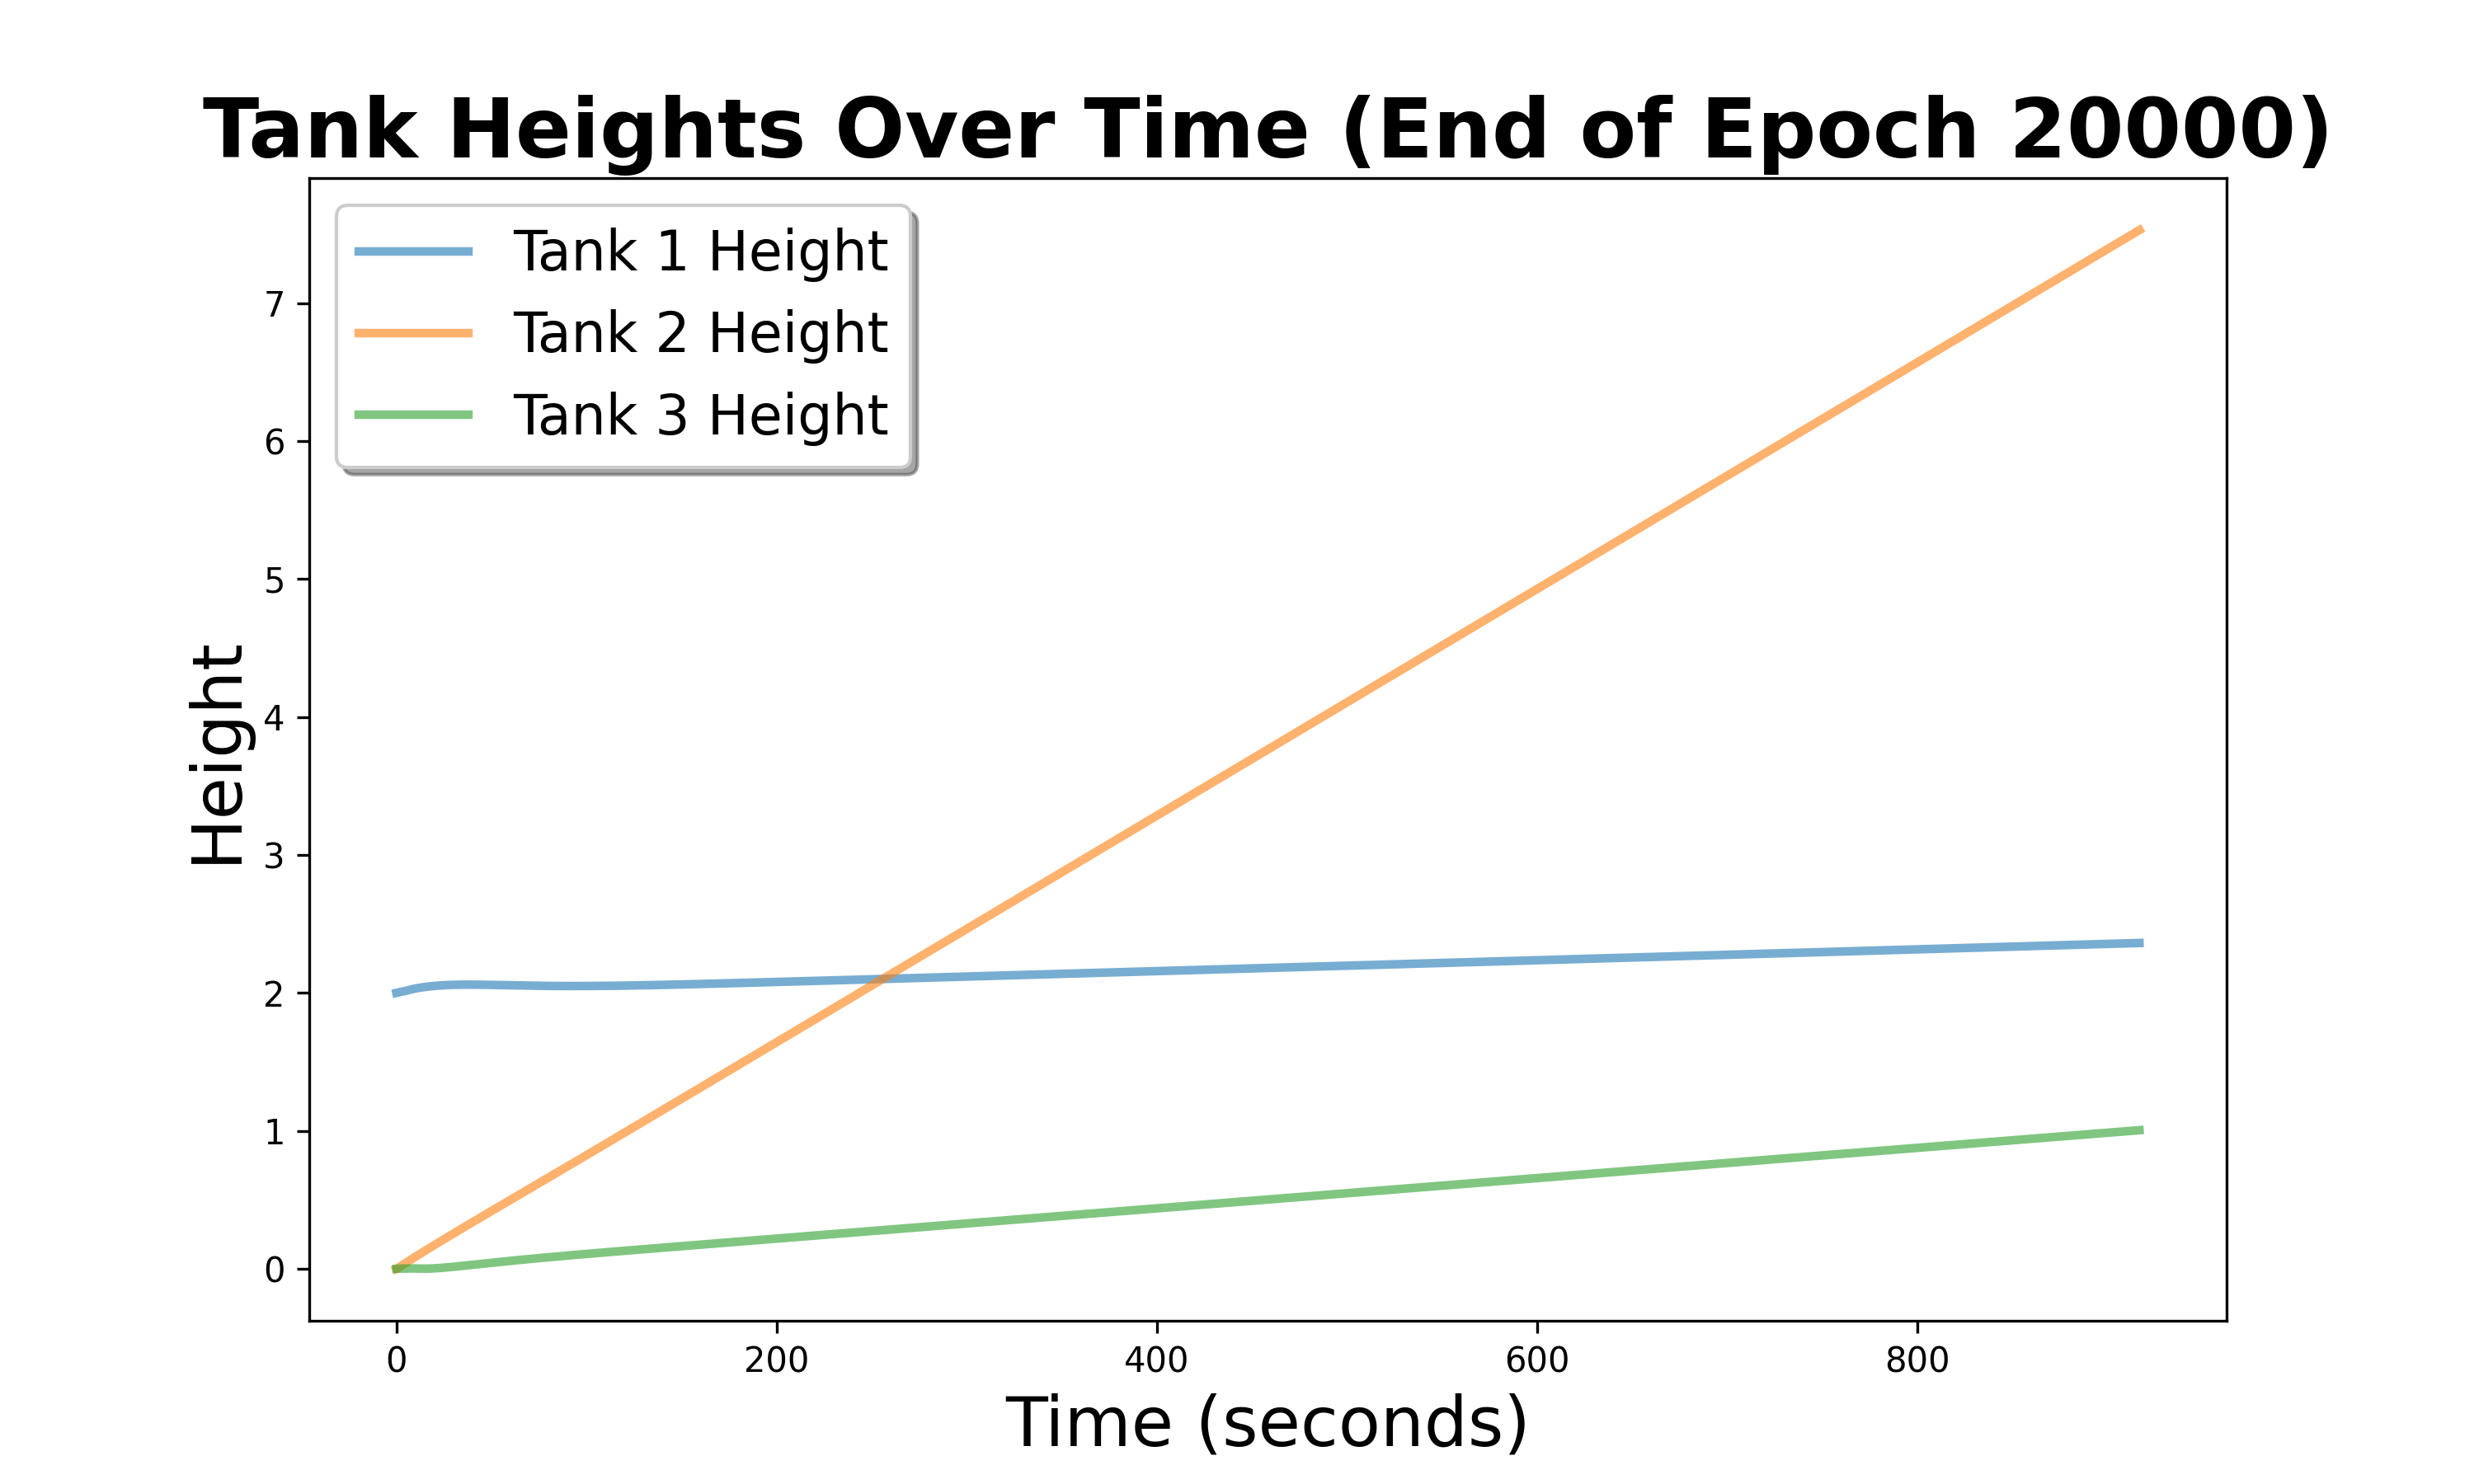 Tank Heights Over Time (End of Epoch 20000)
Tank 1 Height
Tank 2 Height
Tank 3 Height
Height
7
6
5
4
3
2
1
0
0 200 400 600 800
Time (seconds)